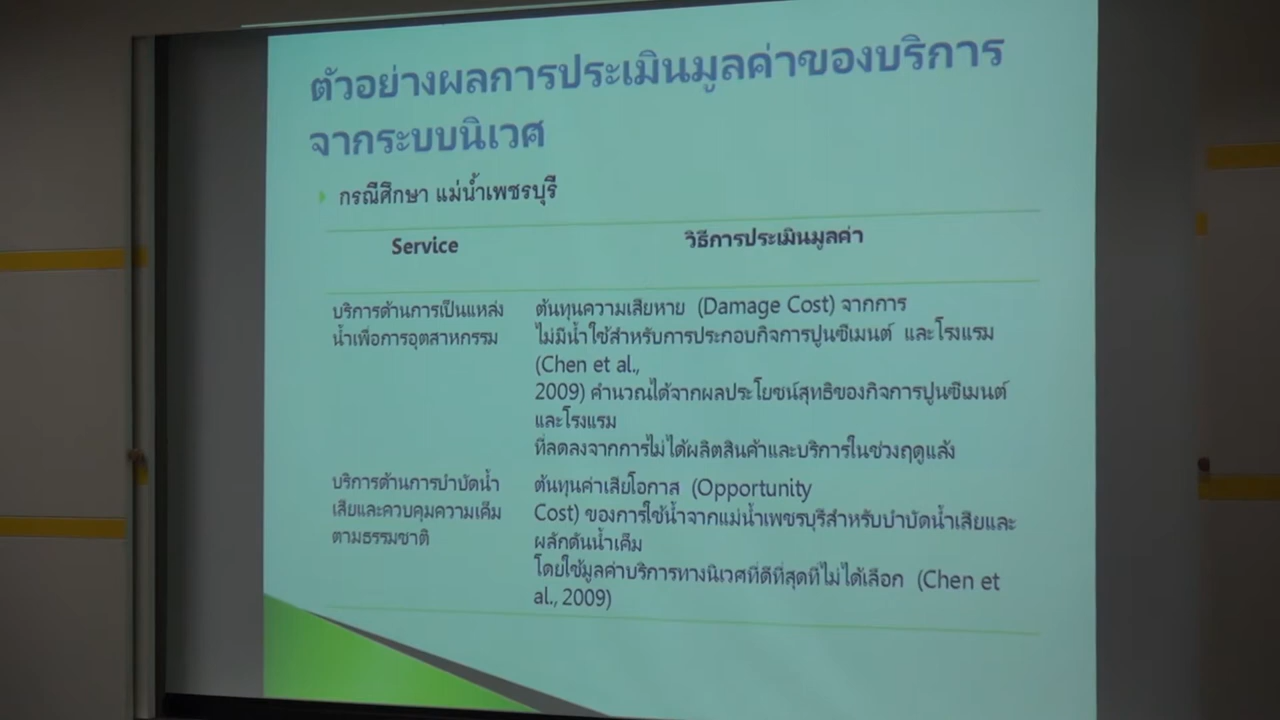 ตัวอย่างผลการประเมินมูลค่าของบริการ
จากระบบนิเวศ
กรณีศึกษา แม่น้ำเพชรบุรี
Service
วิธีการประเมินมูลค่า
บริการด้านการเป็นแหล่ง
น้ำเพื่อการอุตสาหกรรม
ต้นทุนความเสียหาย (Damage Cost) จากการ
ไม่มีน้ำใช้สำหรับการประกอบกิจการปูนซีเมนต์ และโรงแรม
(Chen et al.,
2009) คำนวณได้จากผลประโยชน์สุทธิของกิจการปูนซีเมนต์
และโรงแรม
ที่ลดลงจากการไม่ได้ผลิตสินค้าและบริการในช่วงฤดูแล้ง
บริการด้านการบำบัดน้ำ
เสียและควบคุมความเค็ม
ตามธรรมชาติ
ต้นทุนค่าเสียโอกาส (Opportunity
Cost) ของการใช้น้ำจากแม่น้ำเพชรบุรีสำหรับบำบัดน้ำเสียและ
ผลักดันน้ำเค็ม
โดยใช้มูลค่าบริการทางนิเวศที่ดีที่สุดที่ไม่ได้เลือก (Chen et
al., 2009)